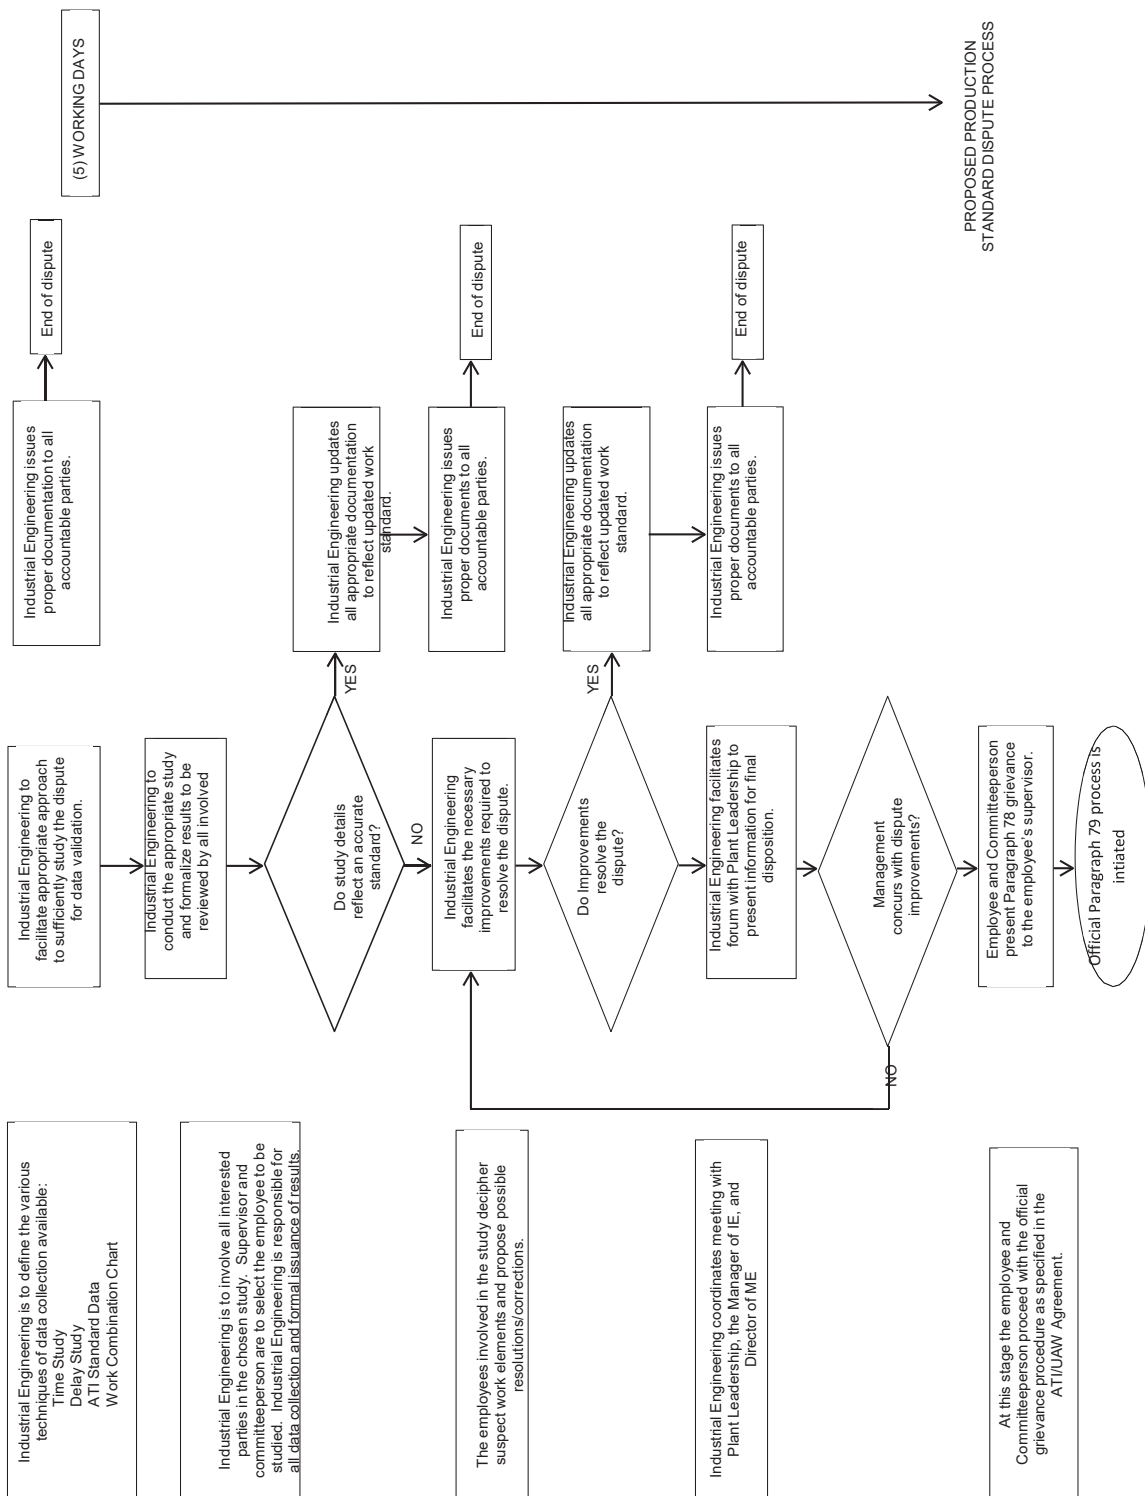 Industrial Engineering is to define the various
techniques of data collection available:
Time Study
Delay Study
ATI Standard Data
Work Combination Chart
Industrial Engineering to
facilitate appropriate approach
to sufficiently study the dispute
for data validation.
Industrial Engineering issues
proper documentation to all
accountable parties.
End of dispute
(5) WORKING DAYS
Industrial Engineering is to involve all interested
parties in the chosen study. Supervisor and
committeeperson are to select the employee to be
studied. Industrial Engineering is responsible for
all data collection and formal issuance of results.
Industrial Engineering to
conduct the appropriate study
and formalize results to be
reviewed by all involved
Do study details
reflect an accurate
standard?
YES
NO
Industrial Engineering updates
all appropriate documentation
to reflect updated work
standard.
The employees involved in the study decipher
suspect work elements and propose possible
resolutions/corrections.
Industrial Engineering
facilitates the necessary
improvements required to
resolve the dispute.
Industrial Engineering issues
proper documents to all
accountable parties.
End of dispute
Do Improvements
resolve the
dispute?
YES
Industrial Engineering updates
all appropriate documentation
to reflect updated work
standard.
Industrial Engineering coordinates meeting with
Plant Leadership, the Manager of IE, and
Director of ME
Industrial Engineering facilitates
forum with Plant Leadership to
present information for final
disposition.
Industrial Engineering issues
proper documents to all
accountable parties.
End of dispute
NO
Management
concurs with dispute
improvements?
At this stage the employee and
Committeeperson proceed with the official
grievance procedure as specified in the
ATI/UAW Agreement.
Employee and Committeeperson
present Paragraph 78 grievance
to the employee's supervisor.
Official Paragraph 79 process is
intiated
PROPOSED PRODUCTION
STANDARD DISPUTE PROCESS